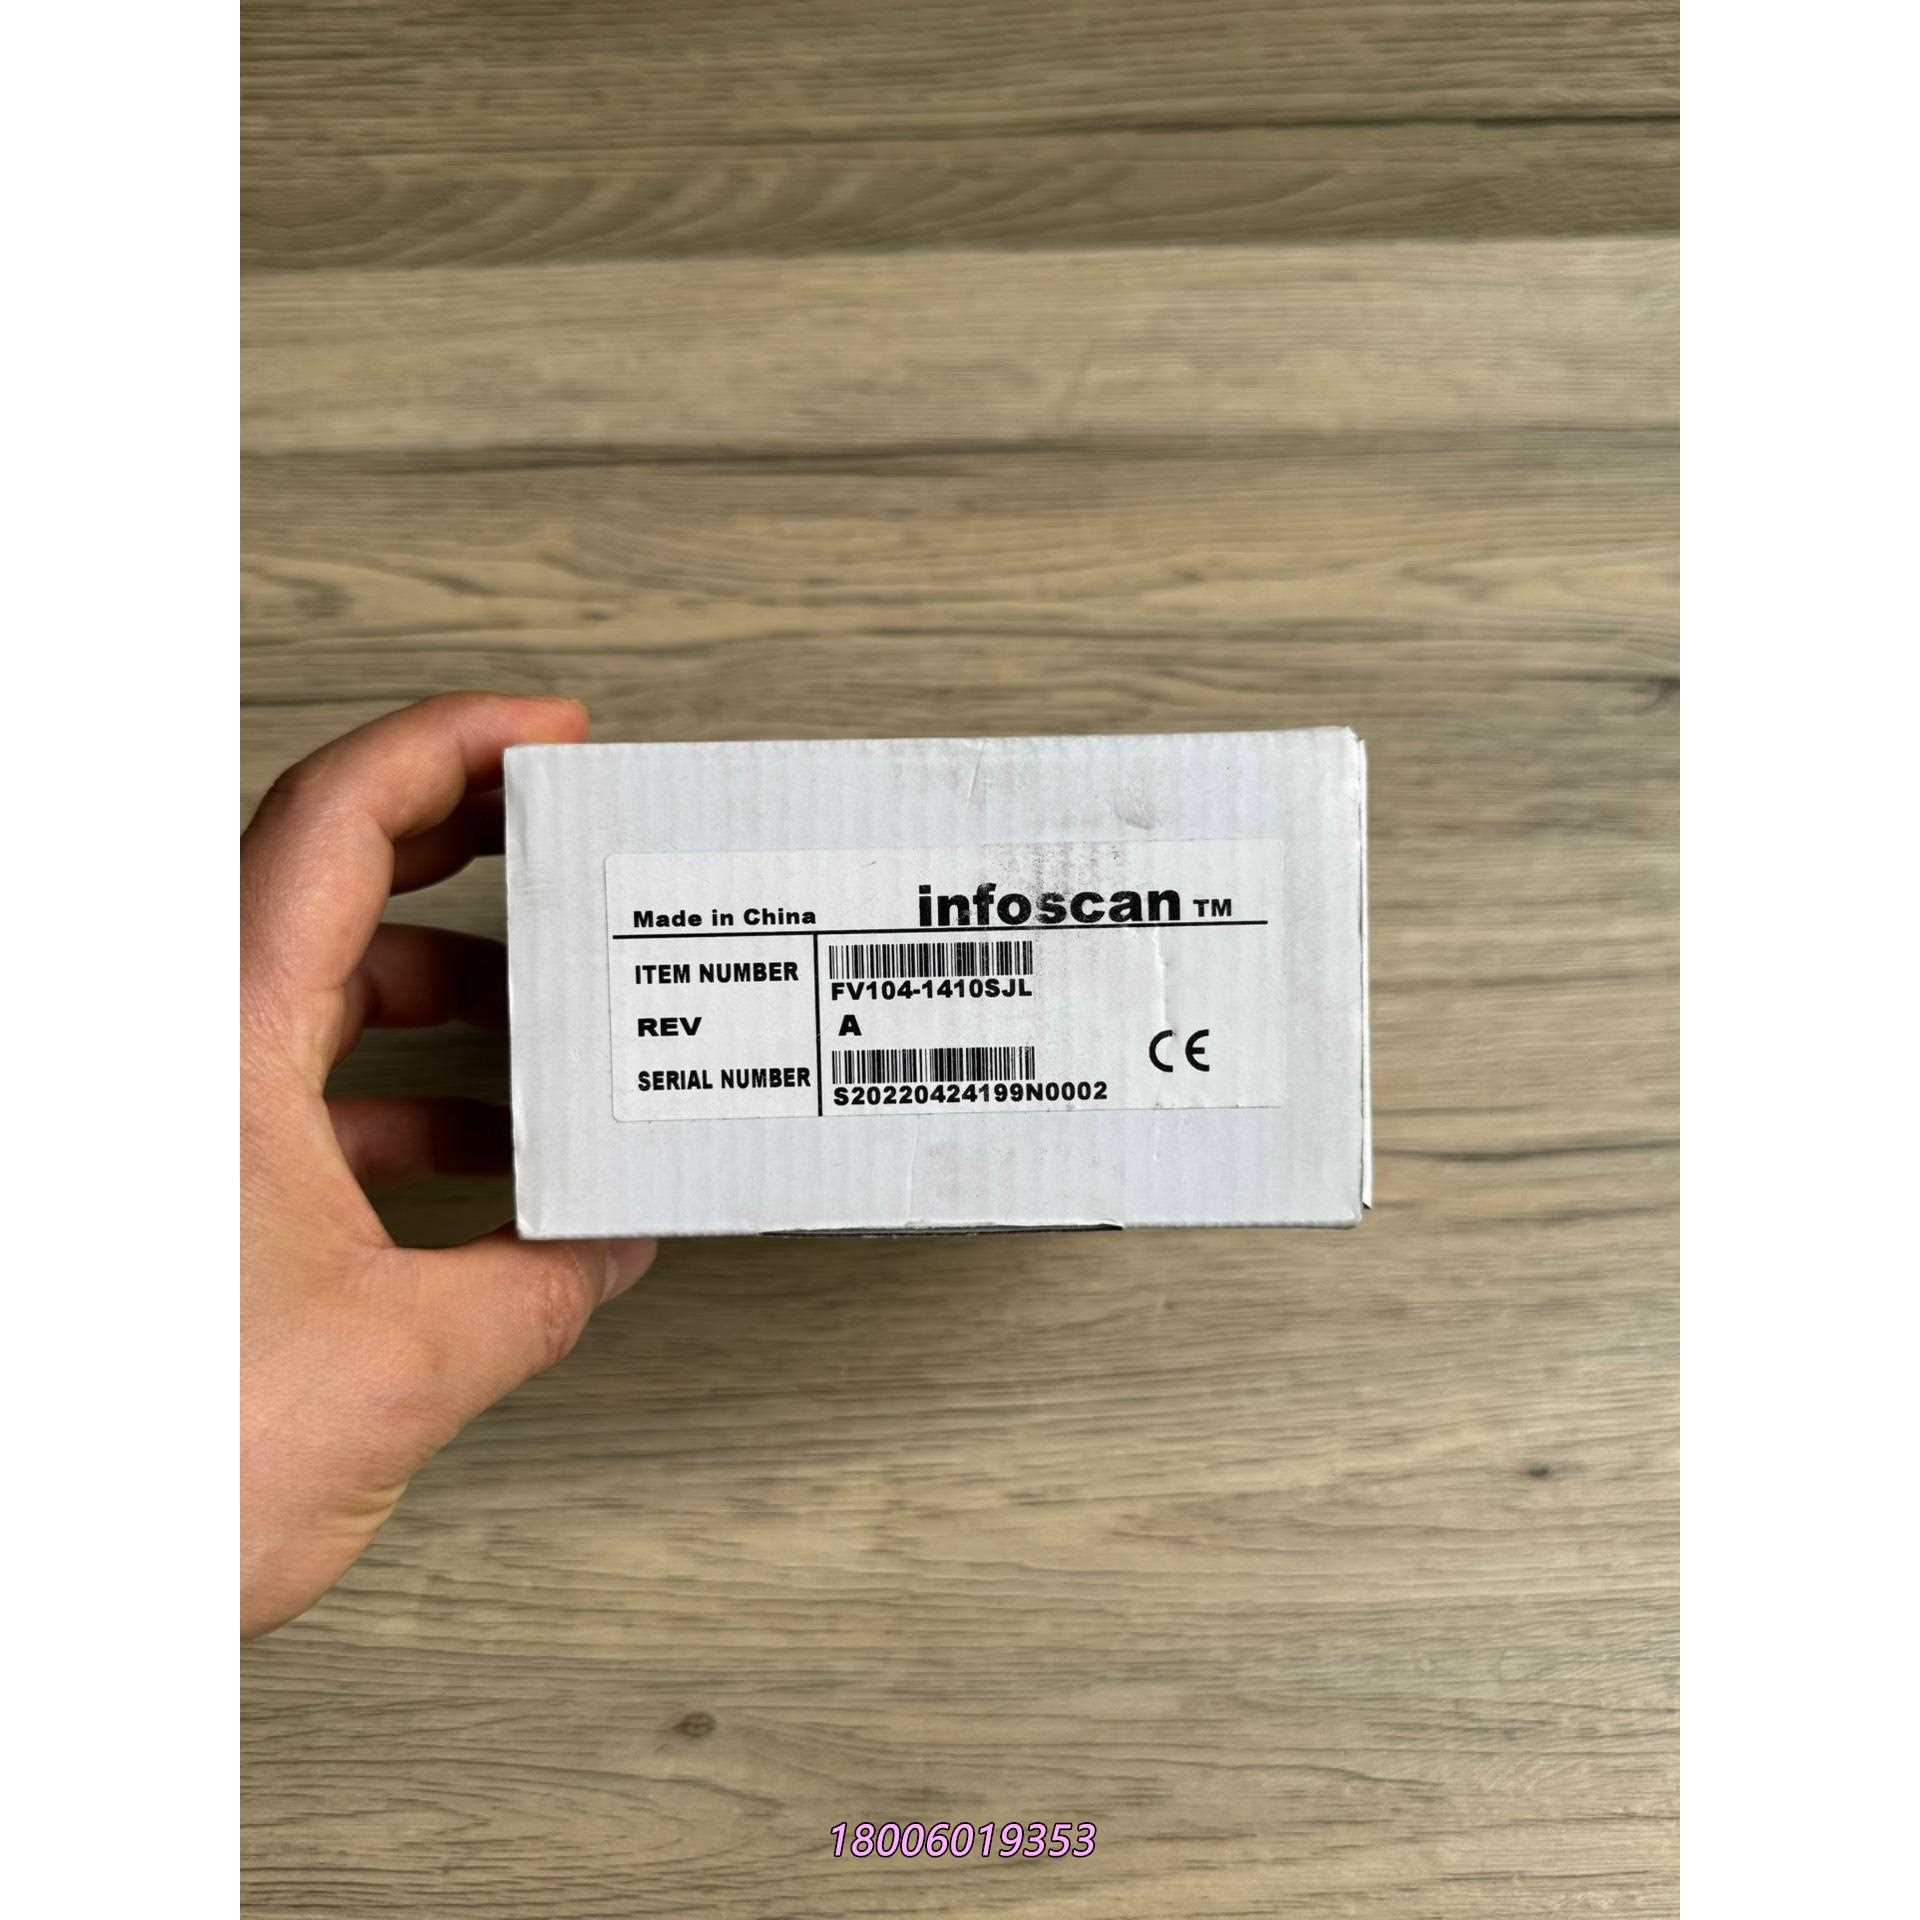 Made in China infoscan TM
ITEM NUMBER FV104-1410SJL
REV A
CE
SERIAL NUMBER S20220424199N0002
18006019353